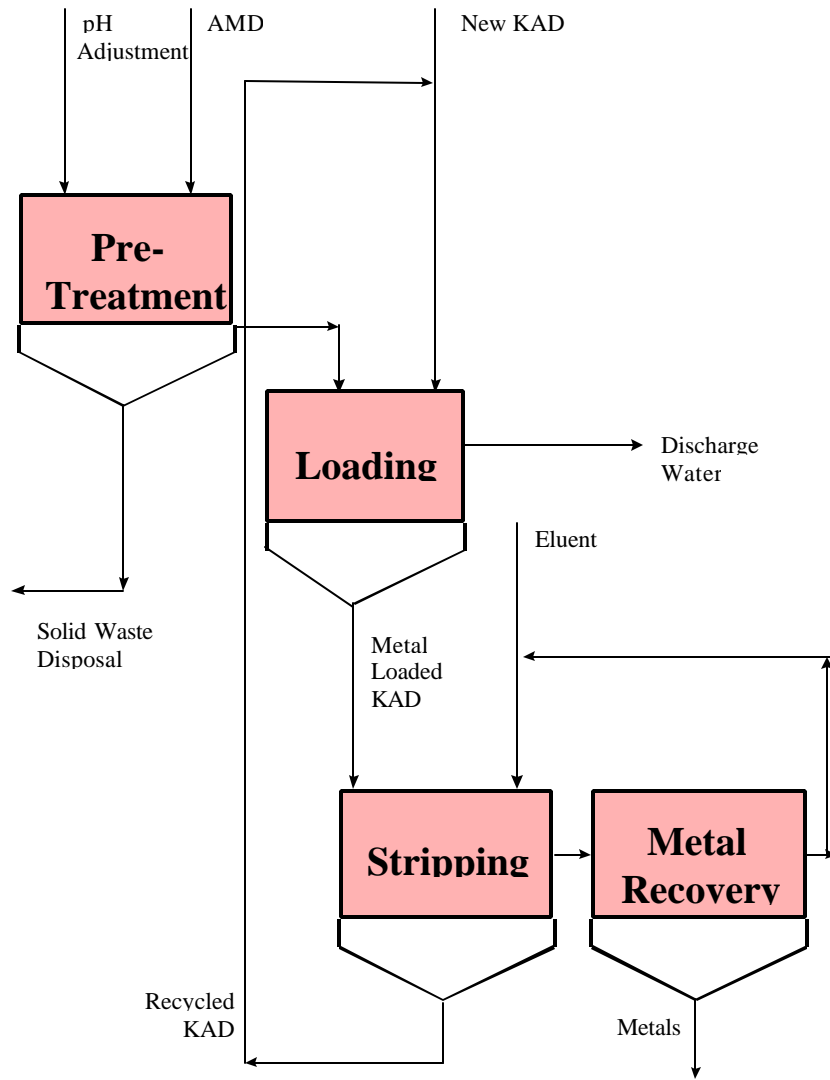 pH
Adjustment
AMD
New KAD
Pre-
Treatment
Loading
Discharge
Water
Eluent
Solid Waste
Disposal
Metal
Loaded
KAD
Stripping
Metal
Recovery
Recycled
KAD
Metals